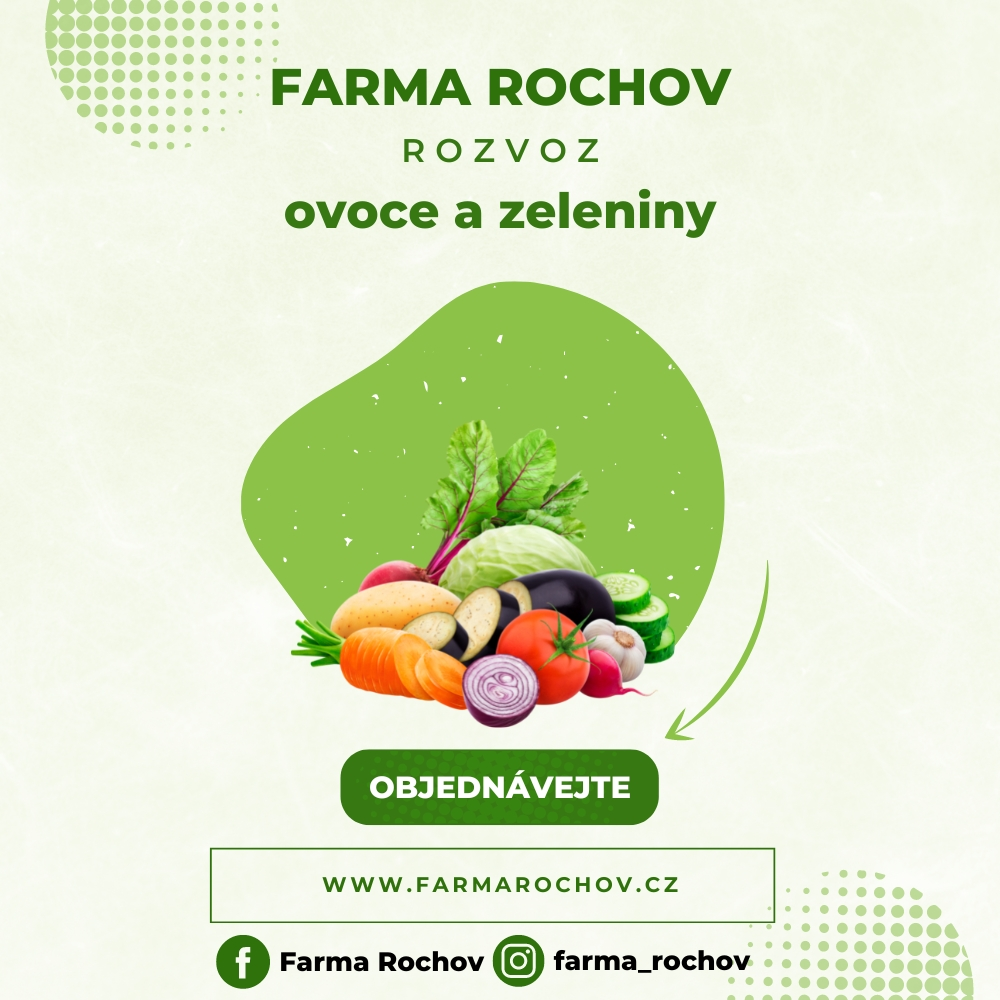 FARMA ROCHOV
ROZVOZ
ovoce a zeleniny
OBJEDNÁVEJTE
WWW.FARMAROCHOV.CZ
Farma Rochov farma_rochov